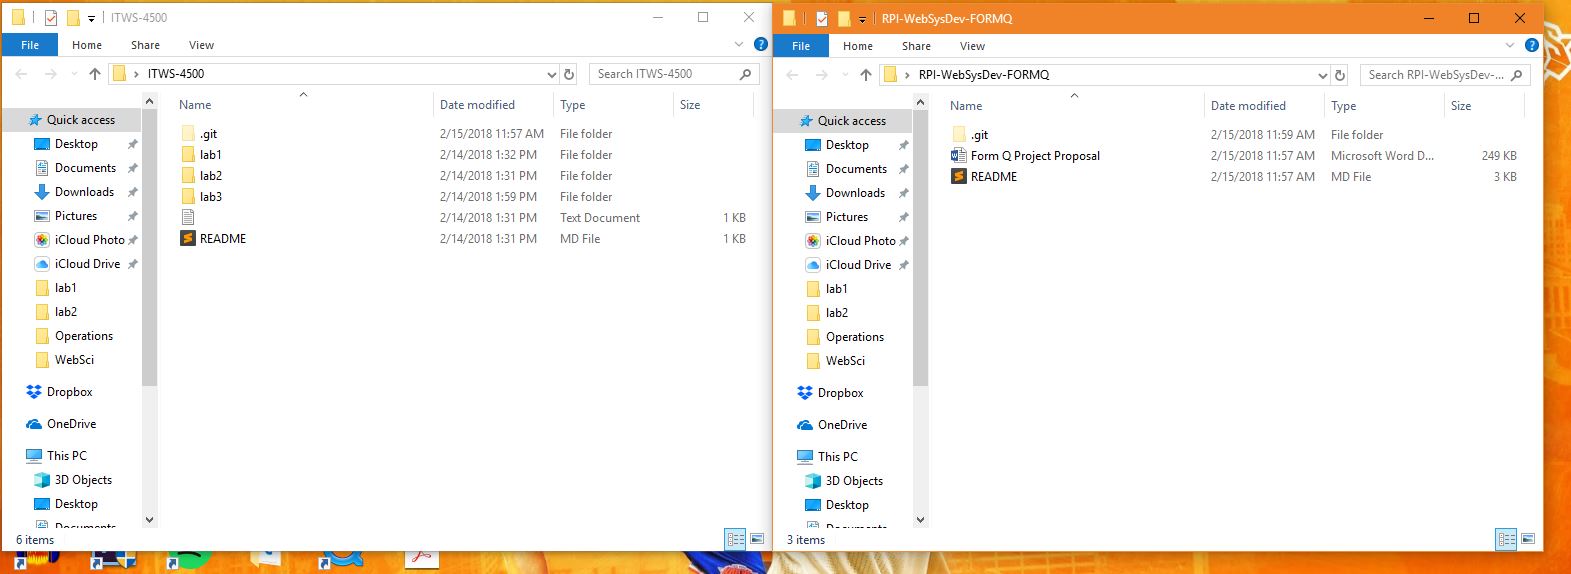 ITWS-4500
File Home Share View
ITWS-4500
Search ITWS-4500
Name Date modified Type Size
Quick access
Desktop
Documents
Downloads
Pictures
iCloud Photo
iCloud Drive
lab1
lab2
Operations
WebSci
Dropbox
OneDrive
This PC
3D Objects
Desktop
Documents
.git 2/15/2018 11:57 AM File folder
lab1 2/14/2018 1:32 PM File folder
lab2 2/14/2018 1:31 PM File folder
lab3 2/14/2018 1:59 PM File folder
2/14/2018 1:31 PM Text Document 1 KB
README 2/14/2018 1:31 PM MD File 1 KB
6 items
RPI-WebSysDev-FORMQ
File Home Share View
RPI-WebSysDev-FORMQ
Search RPI-WebSysDev-...
Name Date modified Type Size
Quick access
Desktop
Documents
Downloads
Pictures
iCloud Photo
iCloud Drive
lab1
lab2
Operations
WebSci
Dropbox
OneDrive
This PC
3D Objects
Desktop
Documents
.git 2/15/2018 11:59 AM File folder
Form Q Project Proposal 2/15/2018 11:57 AM Microsoft Word D... 249 KB
README 2/15/2018 11:57 AM MD File 3 KB
3 items